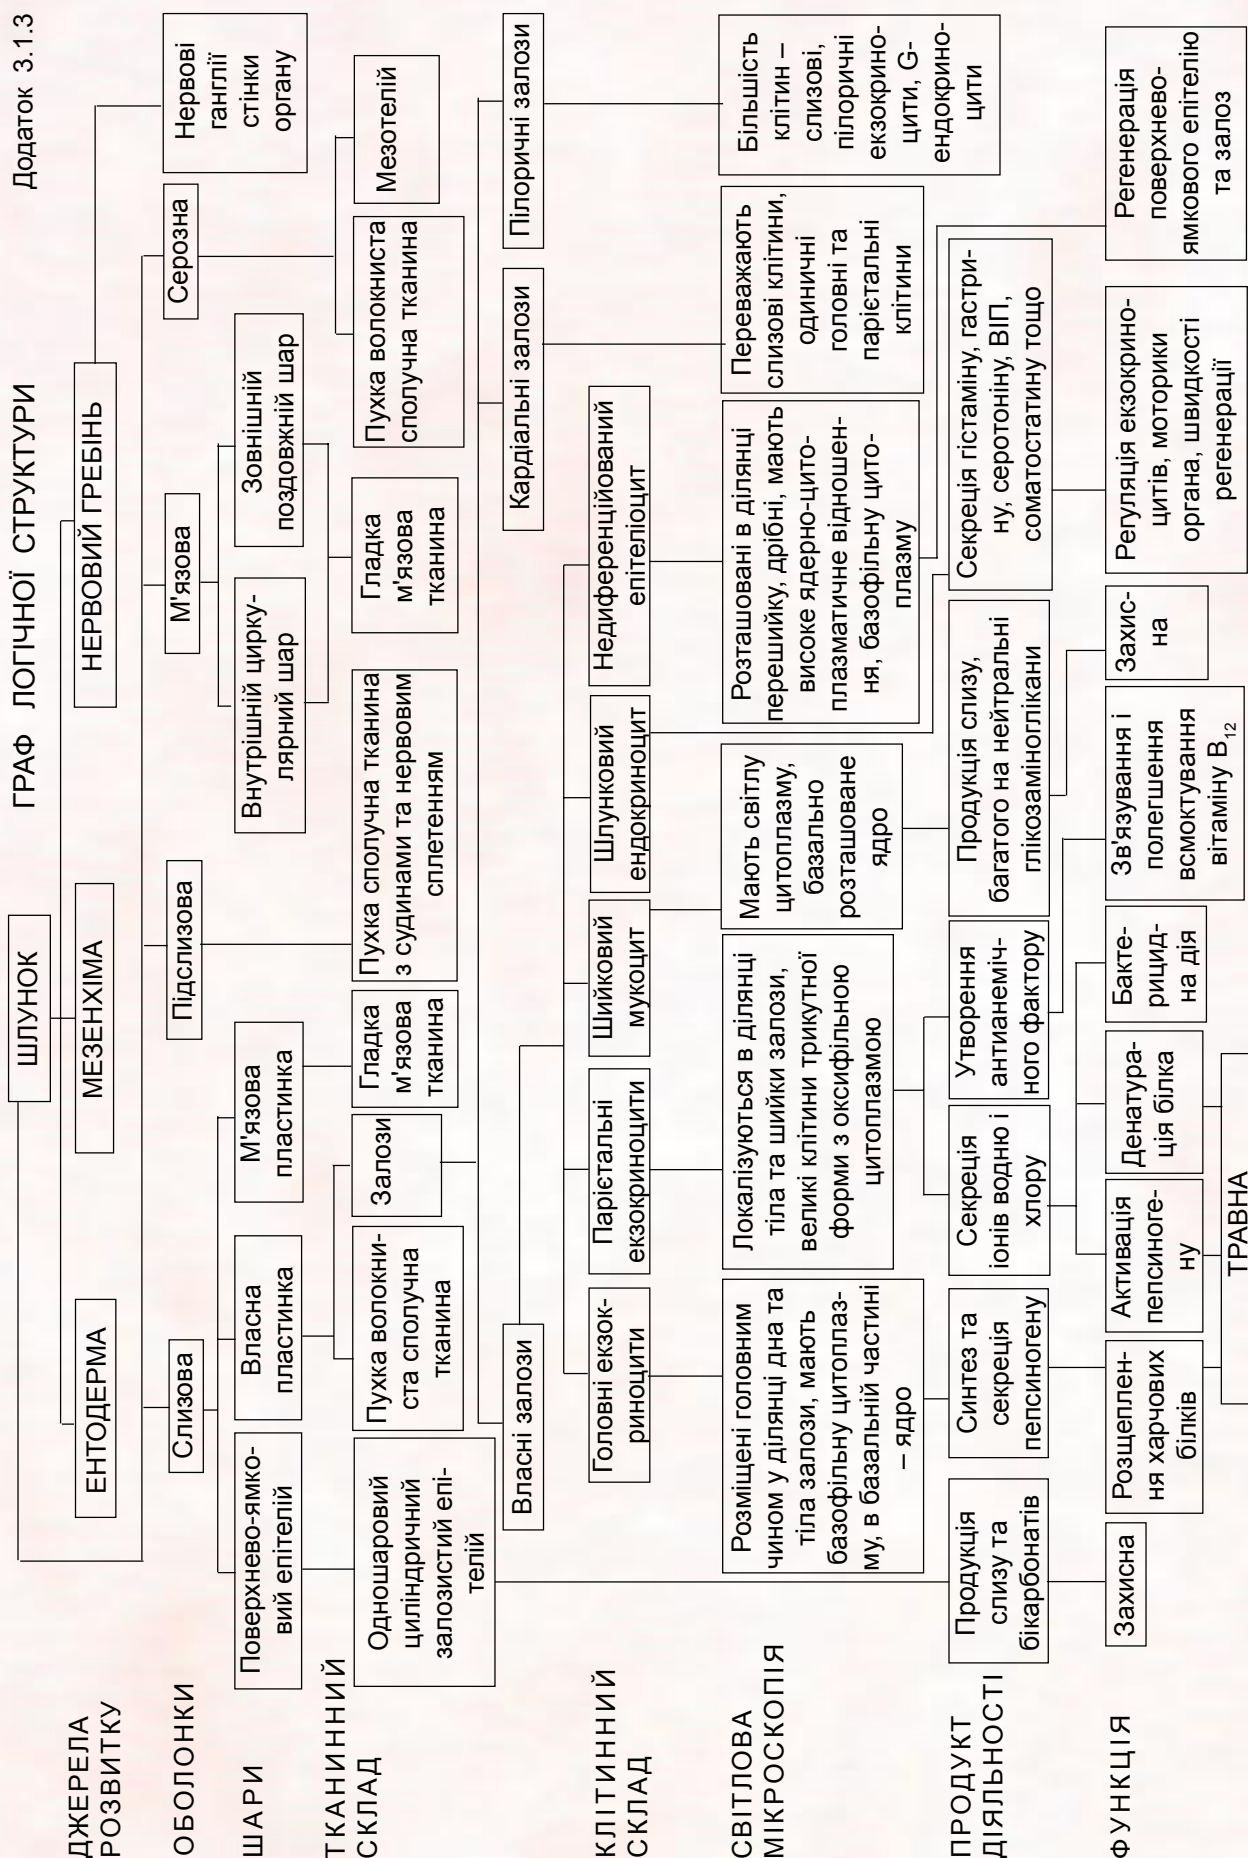 Додаток 3.1.3
ГРАФ ЛОГІЧНОЇ СТРУКТУРИ
ШЛУНОК
ДЖЕРЕЛА
РОЗВИТКУ
ЕНТОДЕРМА
МЕЗЕНХІМА
НЕРВОВИЙ ГРЕБІНЬ
Нервові
ганглії
стінки
органу
ОБОЛОНКИ
Слизова
Підслизова
М'язова
Серозна
ШАРИ
Поверхнево-ямко-
вий епітелій
Власна
пластинка
М'язова
пластинка
Внутрішній цирку-
лярний шар
Зовнішній
поздовжній шар
ТКАНИННИЙ
СКЛАД
Одношаровий
циліндричний
залозистий епі-
телій
Пухка волокни-
ста сполучна
тканина
Залози
Гладка
м'язова
тканина
Пухка сполучна тканина
з судинами та нервовим
сплетенням
Гладка
м'язова
тканина
Пухка волокниста
сполучна тканина
Мезотелій
Власні залози
Кардіальні залози
Пілоричні залози
КЛІТИННИЙ
СКЛАД
Головні екзок-
риноцити
Парієтальні
екзокриноцити
Шийковий
мукоцит
Шлунковий
ендокриноцит
Недиференційований
епітеліоцит
СВІТЛОВА
МІКРОСКОПІЯ
Розміщені головним
чином у ділянці дна та
тіла залози, мають
базофільну цитоплаз-
му, в базальній частині
– ядро
Локалізуються в ділянці
тіла та шийки залози,
великі клітини трикутної
форми з оксифільною
цитоплазмою
Мають світлу
цитоплазму,
базально
розташоване
ядро
Розташовані в ділянці
перешийку, дрібні, мають
високе ядерно-цито-
плазматичне відношен-
ня, базофільну цито-
плазму
Переважають
слизові клітини,
одиничні
головні та
парієтальні
клітини
Більшість
клітин –
слизові,
пілоричні
екзокрино-
цити, G-
ендокрино-
цити
ПРОДУКТ
ДІЯЛЬНОСТІ
Продукція
слизу та
бікарбонатів
Синтез та
секреція
пепсиногену
Секреція
іонів водню і
хлору
Утворення
антианеміч-
ного фактору
Продукція слизу,
багатого на нейтральні
глікозаміноглікани
Секреція гістаміну, гастри-
ну, серотоніну, ВІП,
соматостатину тощо
ФУНКЦІЯ
Захисна
Розщеплен-
ня харчових
білків
Активація
пепсиноге-
ну
Денатура-
ція білка
Бакте-
рицид-
на дія
Зв'язування і
полегшення
всмоктування
вітаміну B₁₂
Захис-
на
Регуляція екзокрино-
цитів, моторики
органа, швидкості
регенерації
Регенерація
поверхнево-
ямкового епітелію
та залоз
ТРАВНА